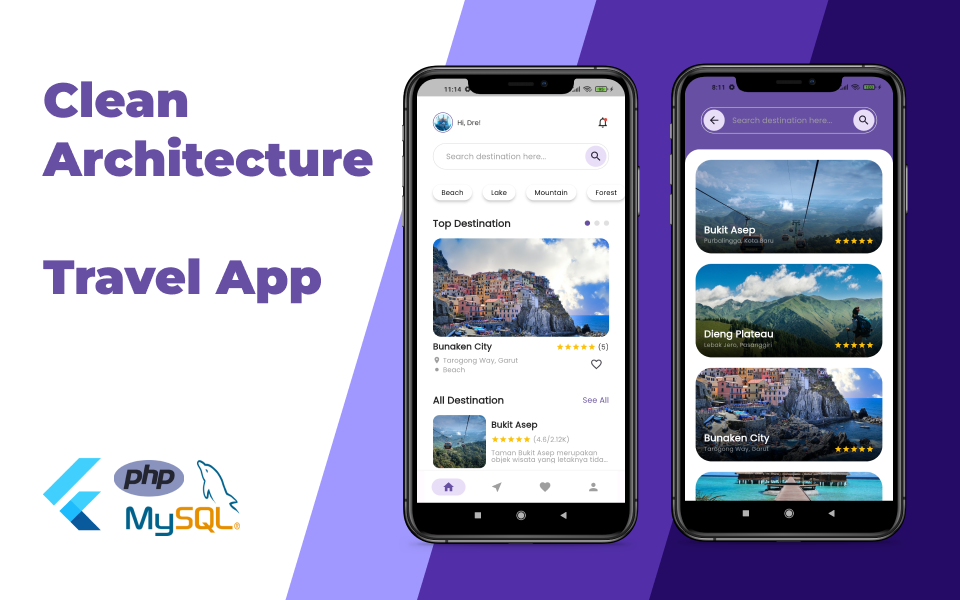 Clean
Architecture
Travel App
php
MySQL®
11:14
Hi, Dre!
Search destination here...
Beach
Lake
Mountain
Forest
Top Destination
Bunaken City
(5)
Tarogong Way, Garut
Beach
All Destination
See All
Bukit Asep
(4.6/2.12K)
Taman Bukit Asep merupakan
objek wisata yang letaknya tida...
8:11
Search destination here...
Bukit Asep
Purbalingga, Kota Baru
Dieng Plateau
Lebak Jero, Pasanggiri
Bunaken City
Tarogong Way, Garut